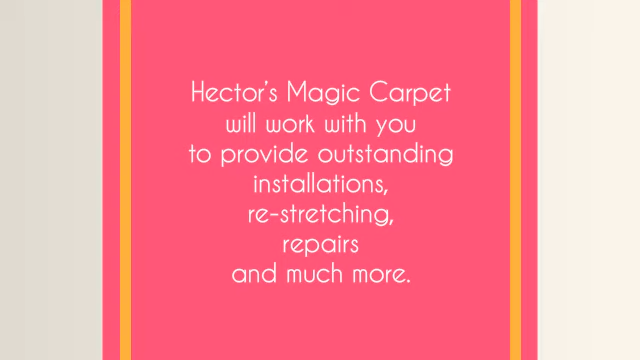 Hector's Magic Carpet
will work with you
to provide outstanding
installations,
re-stretching,
repairs
and much more.